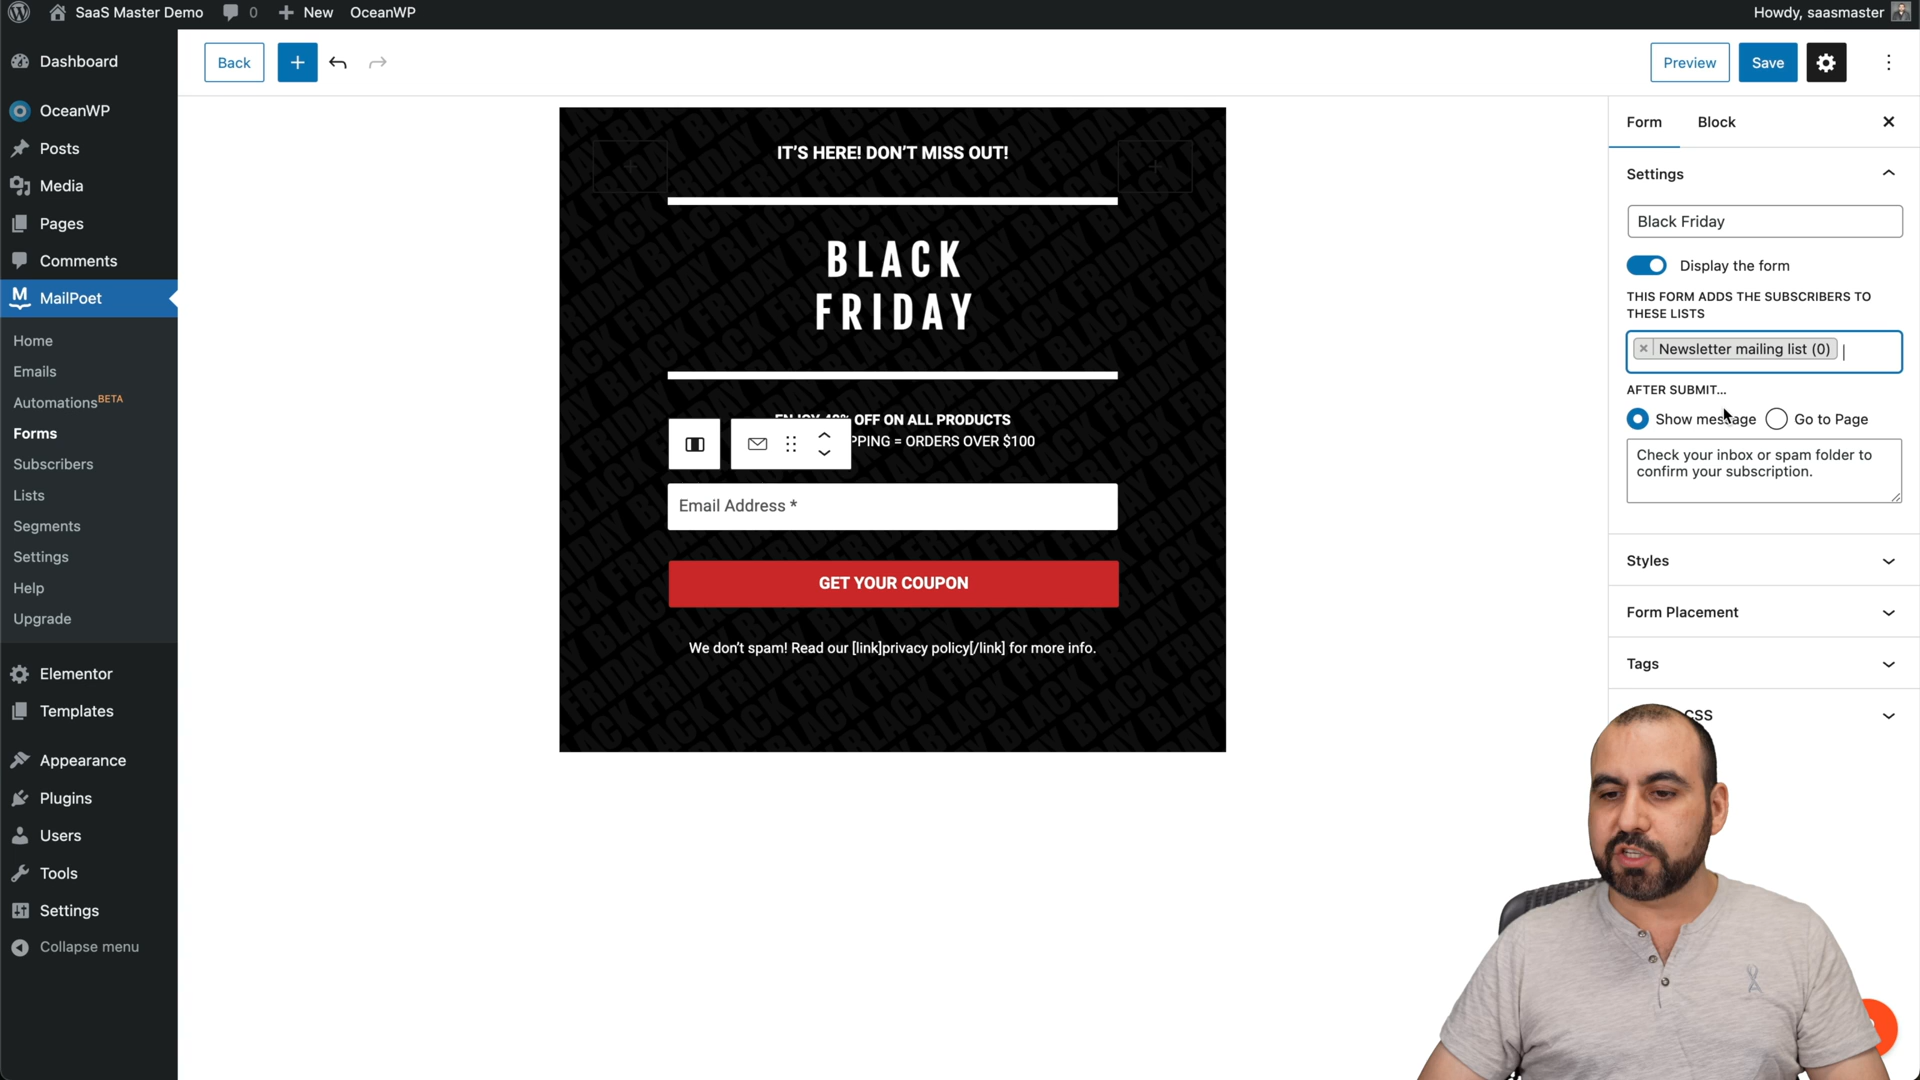 SaaS Master Demo
0
New
OceanWP
Howdy, saasmaster
Dashboard
OceanWP
Posts
Media
Pages
Comments
MailPoet
Home
Emails
Automations BETA
Forms
Subscribers
Lists
Segments
Settings
Help
Upgrade
Elementor
Templates
Appearance
Plugins
Users
Tools
Settings
Collapse menu
Back
Preview
Save
IT'S HERE! DON'T MISS OUT!
BLACK
FRIDAY
OFF ON ALL PRODUCTS
= ORDERS OVER $100
Email Address *
GET YOUR COUPON
We don't spam! Read our [link]privacy policy[/link] for more info.
Form
Block
Settings
Black Friday
Display the form
THIS FORM ADDS THE SUBSCRIBERS TO
THESE LISTS
× Newsletter mailing list (0)
AFTER SUBMIT...
Show message
Go to Page
Check your inbox or spam folder to
confirm your subscription.
Styles
Form Placement
Tags
CSS